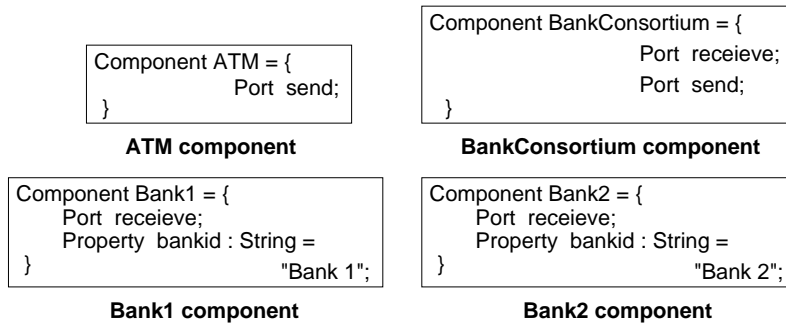 Component ATM = {
Port send;
}
ATM component
Component BankConsortium = {
Port receieve;
Port send;
}
BankConsortium component
Component Bank1 = {
Port receieve;
Property bankid : String =
"Bank 1";
}
Bank1 component
Component Bank2 = {
Port receieve;
Property bankid : String =
"Bank 2";
}
Bank2 component